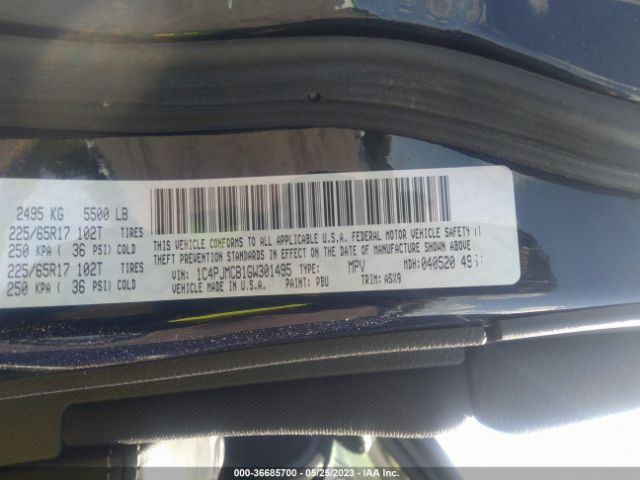 2495 KG 5500 LB
225/65R17 102T TIRES
250 KPA ( 36 PSI) COLD
225/65R17 102T TIRES
250 KPA ( 36 PSI) COLD
THIS VEHICLE CONFORMS TO ALL APPLICABLE U.S.A. FEDERAL MOTOR VEHICLE SAFETY
THEFT PREVENTION STANDARDS IN EFFECT ON THE DATE OF MANUFACTURE SHOWN ABOVE.
VIN: 1C4PJMCB1GW301495 TYPE: MPV MDH: 040520
VEHICLE MADE IN U.S.A. PAINT: PBU TRIM: A5X9
000-36685700 - 05/25/2023 - IAA Inc.